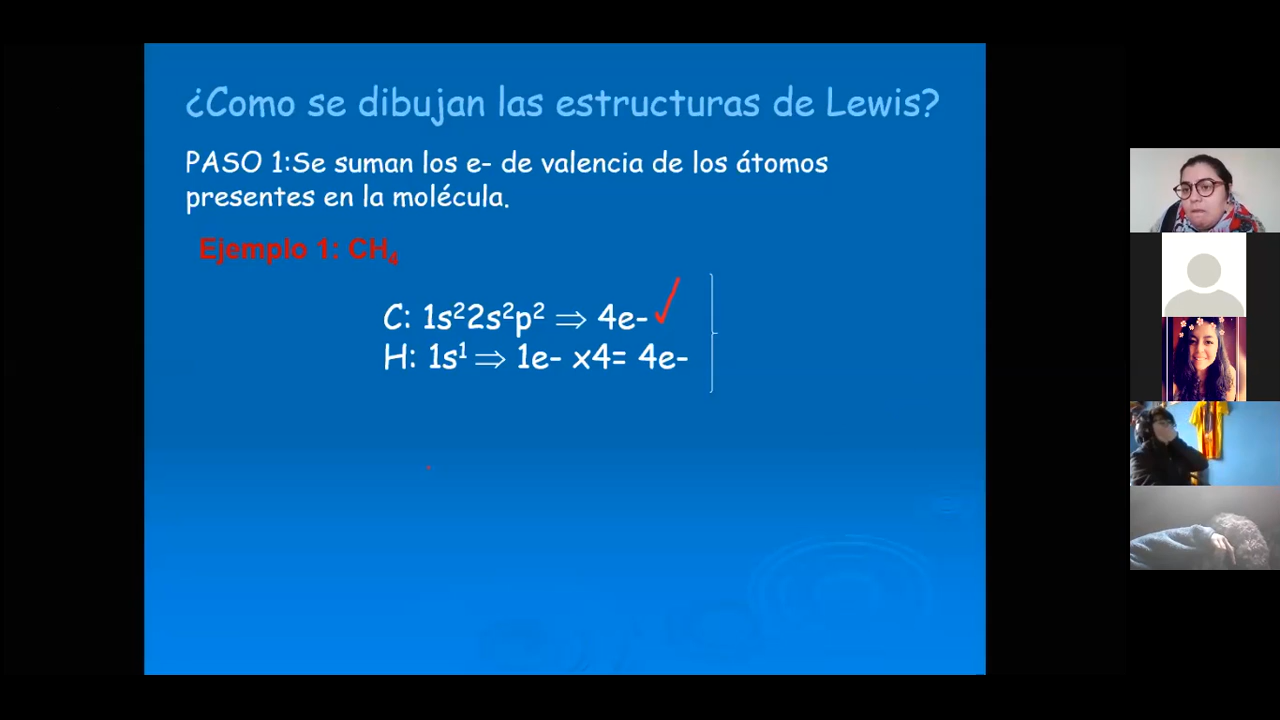 ¿Como se dibujan las estructuras de Lewis?
PASO 1:Se suman los e- de valencia de los átomos
presentes en la molécula.
Ejemplo 1: CH₄
C: 1s²2s²p² ⇒ 4e-
H: 1s¹ ⇒ 1e- x4= 4e-